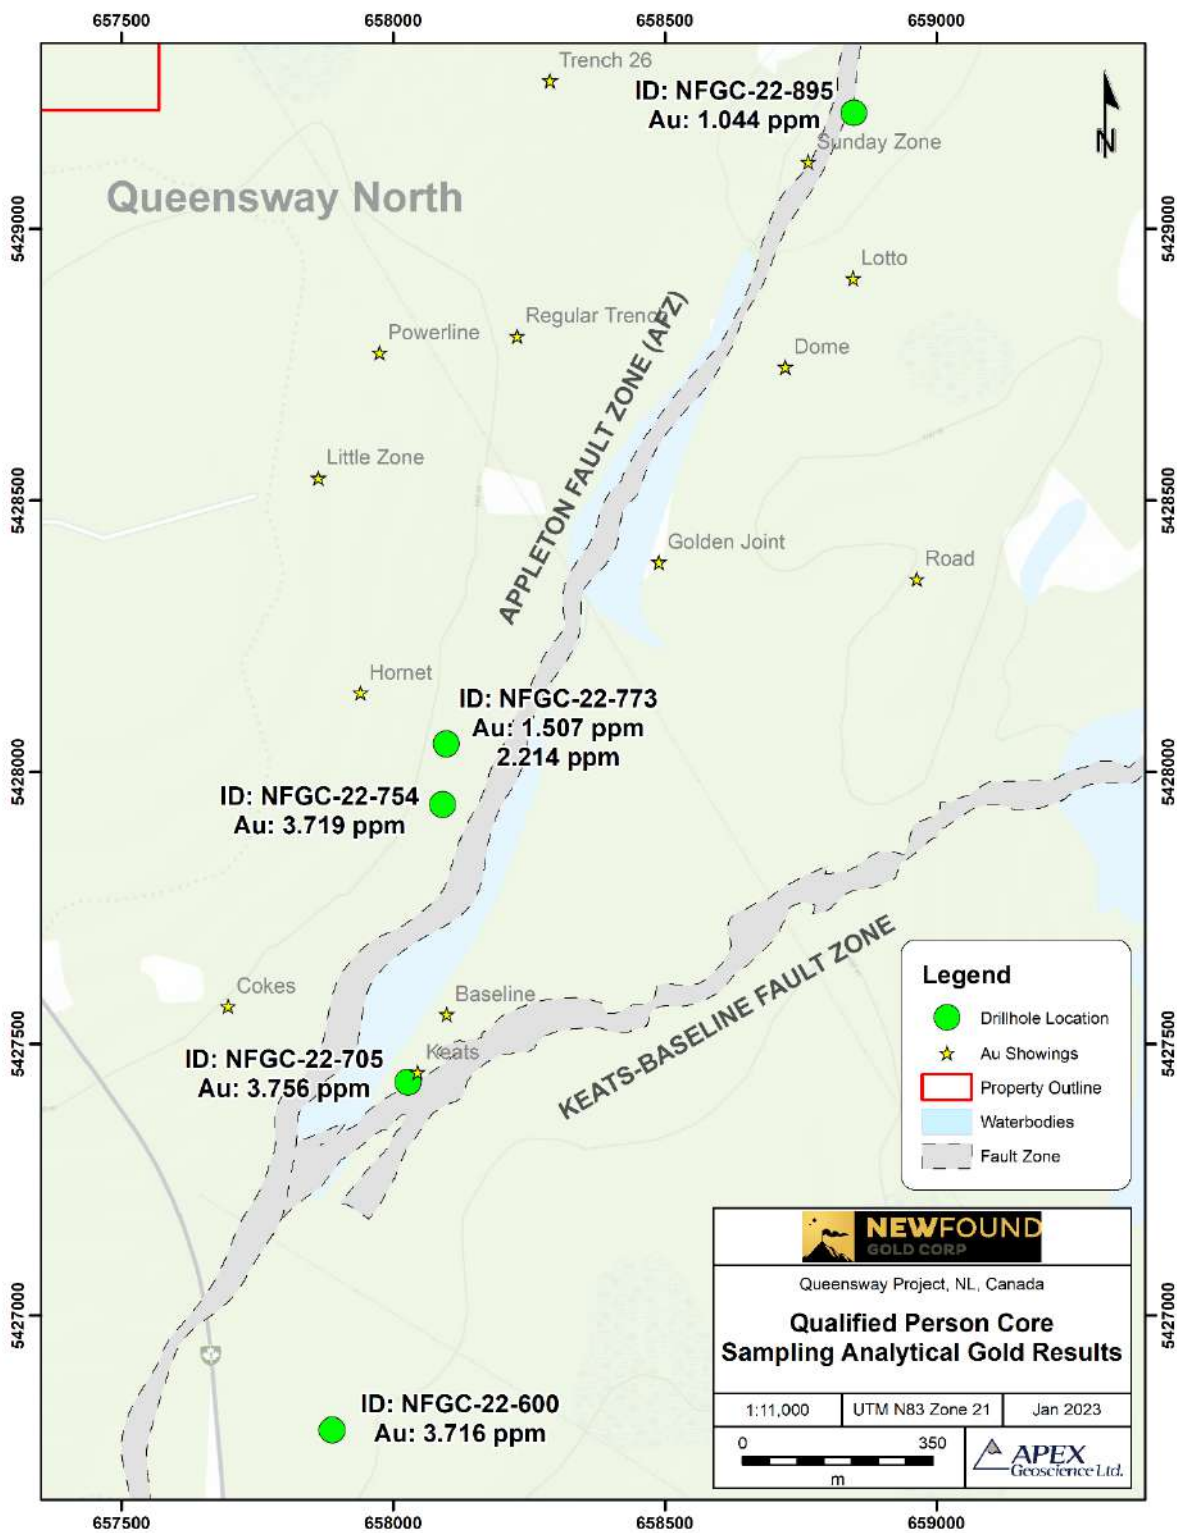 657500 658000 658500 659000
Trench 26
ID: NFGC-22-895
Au: 1.044 ppm
Sunday Zone
N
Queensway North
5429000
5429000
Lotto
Regular Trenc
Powerline
Dome
APPLETON FAULT ZONE (AFZ)
Little Zone
5428500
5428500
Golden Joint
Road
Hornet
ID: NFGC-22-773
Au: 1.507 ppm
2.214 ppm
5428000
5428000
ID: NFGC-22-754
Au: 3.719 ppm
KEATS-BASELINE FAULT ZONE
Cokes
Baseline
Keats
5427500
5427500
ID: NFGC-22-705
Au: 3.756 ppm
Legend
Drillhole Location
Au Showings
Property Outline
Waterbodies
Fault Zone
NEWFOUND
GOLD CORP
Queensway Project, NL, Canada
Qualified Person Core
Sampling Analytical Gold Results
5427000
5427000
1:11,000 UTM N83 Zone 21 Jan 2023
0 350
m
APEX
Geoscience Ltd.
ID: NFGC-22-600
Au: 3.716 ppm
657500 658000 658500 659000